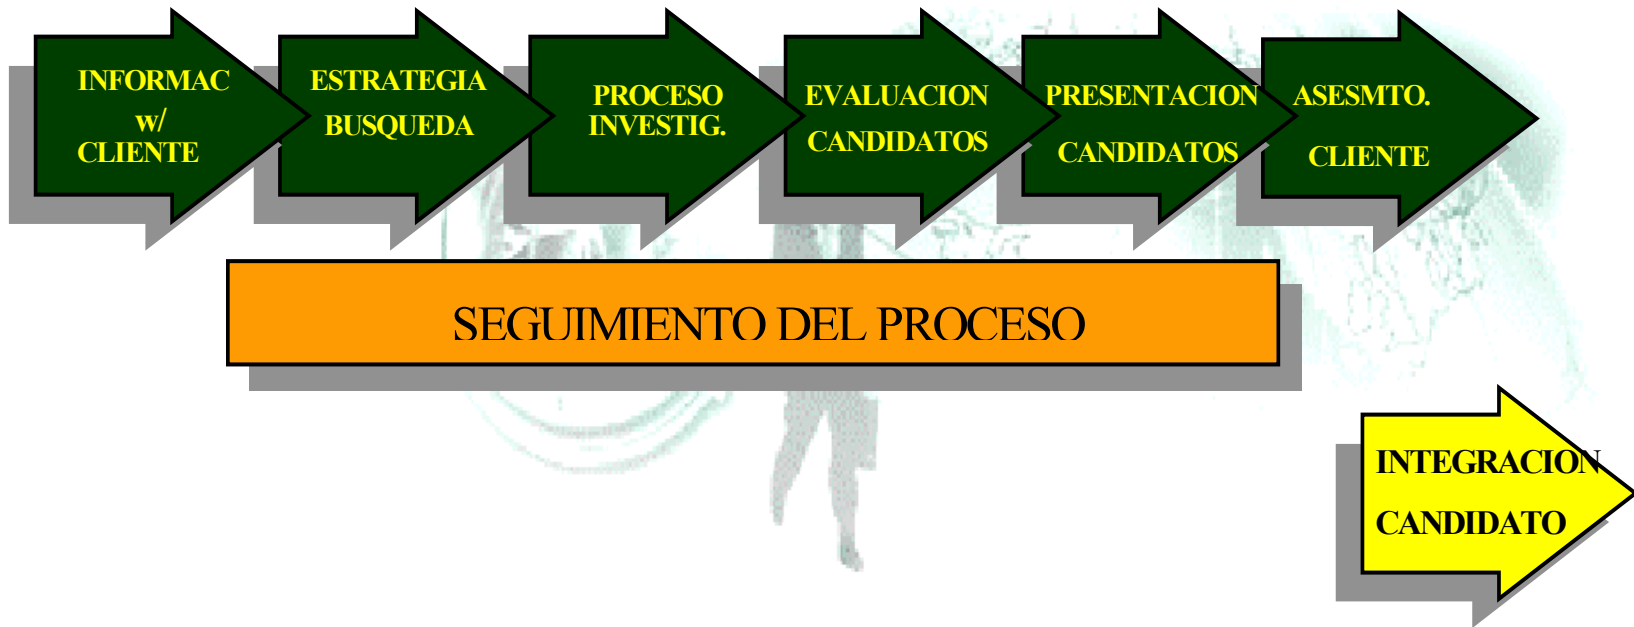 INFORMAC
w/
CLIENTE
ESTRATEGIA
BUSQUEDA
PROCESO
INVESTIG.
EVALUACION
CANDIDATOS
PRESENTACION
CANDIDATOS
ASESMTO.
CLIENTE
SEGUIMIENTO DEL PROCESO
INTEGRACION
CANDIDATO